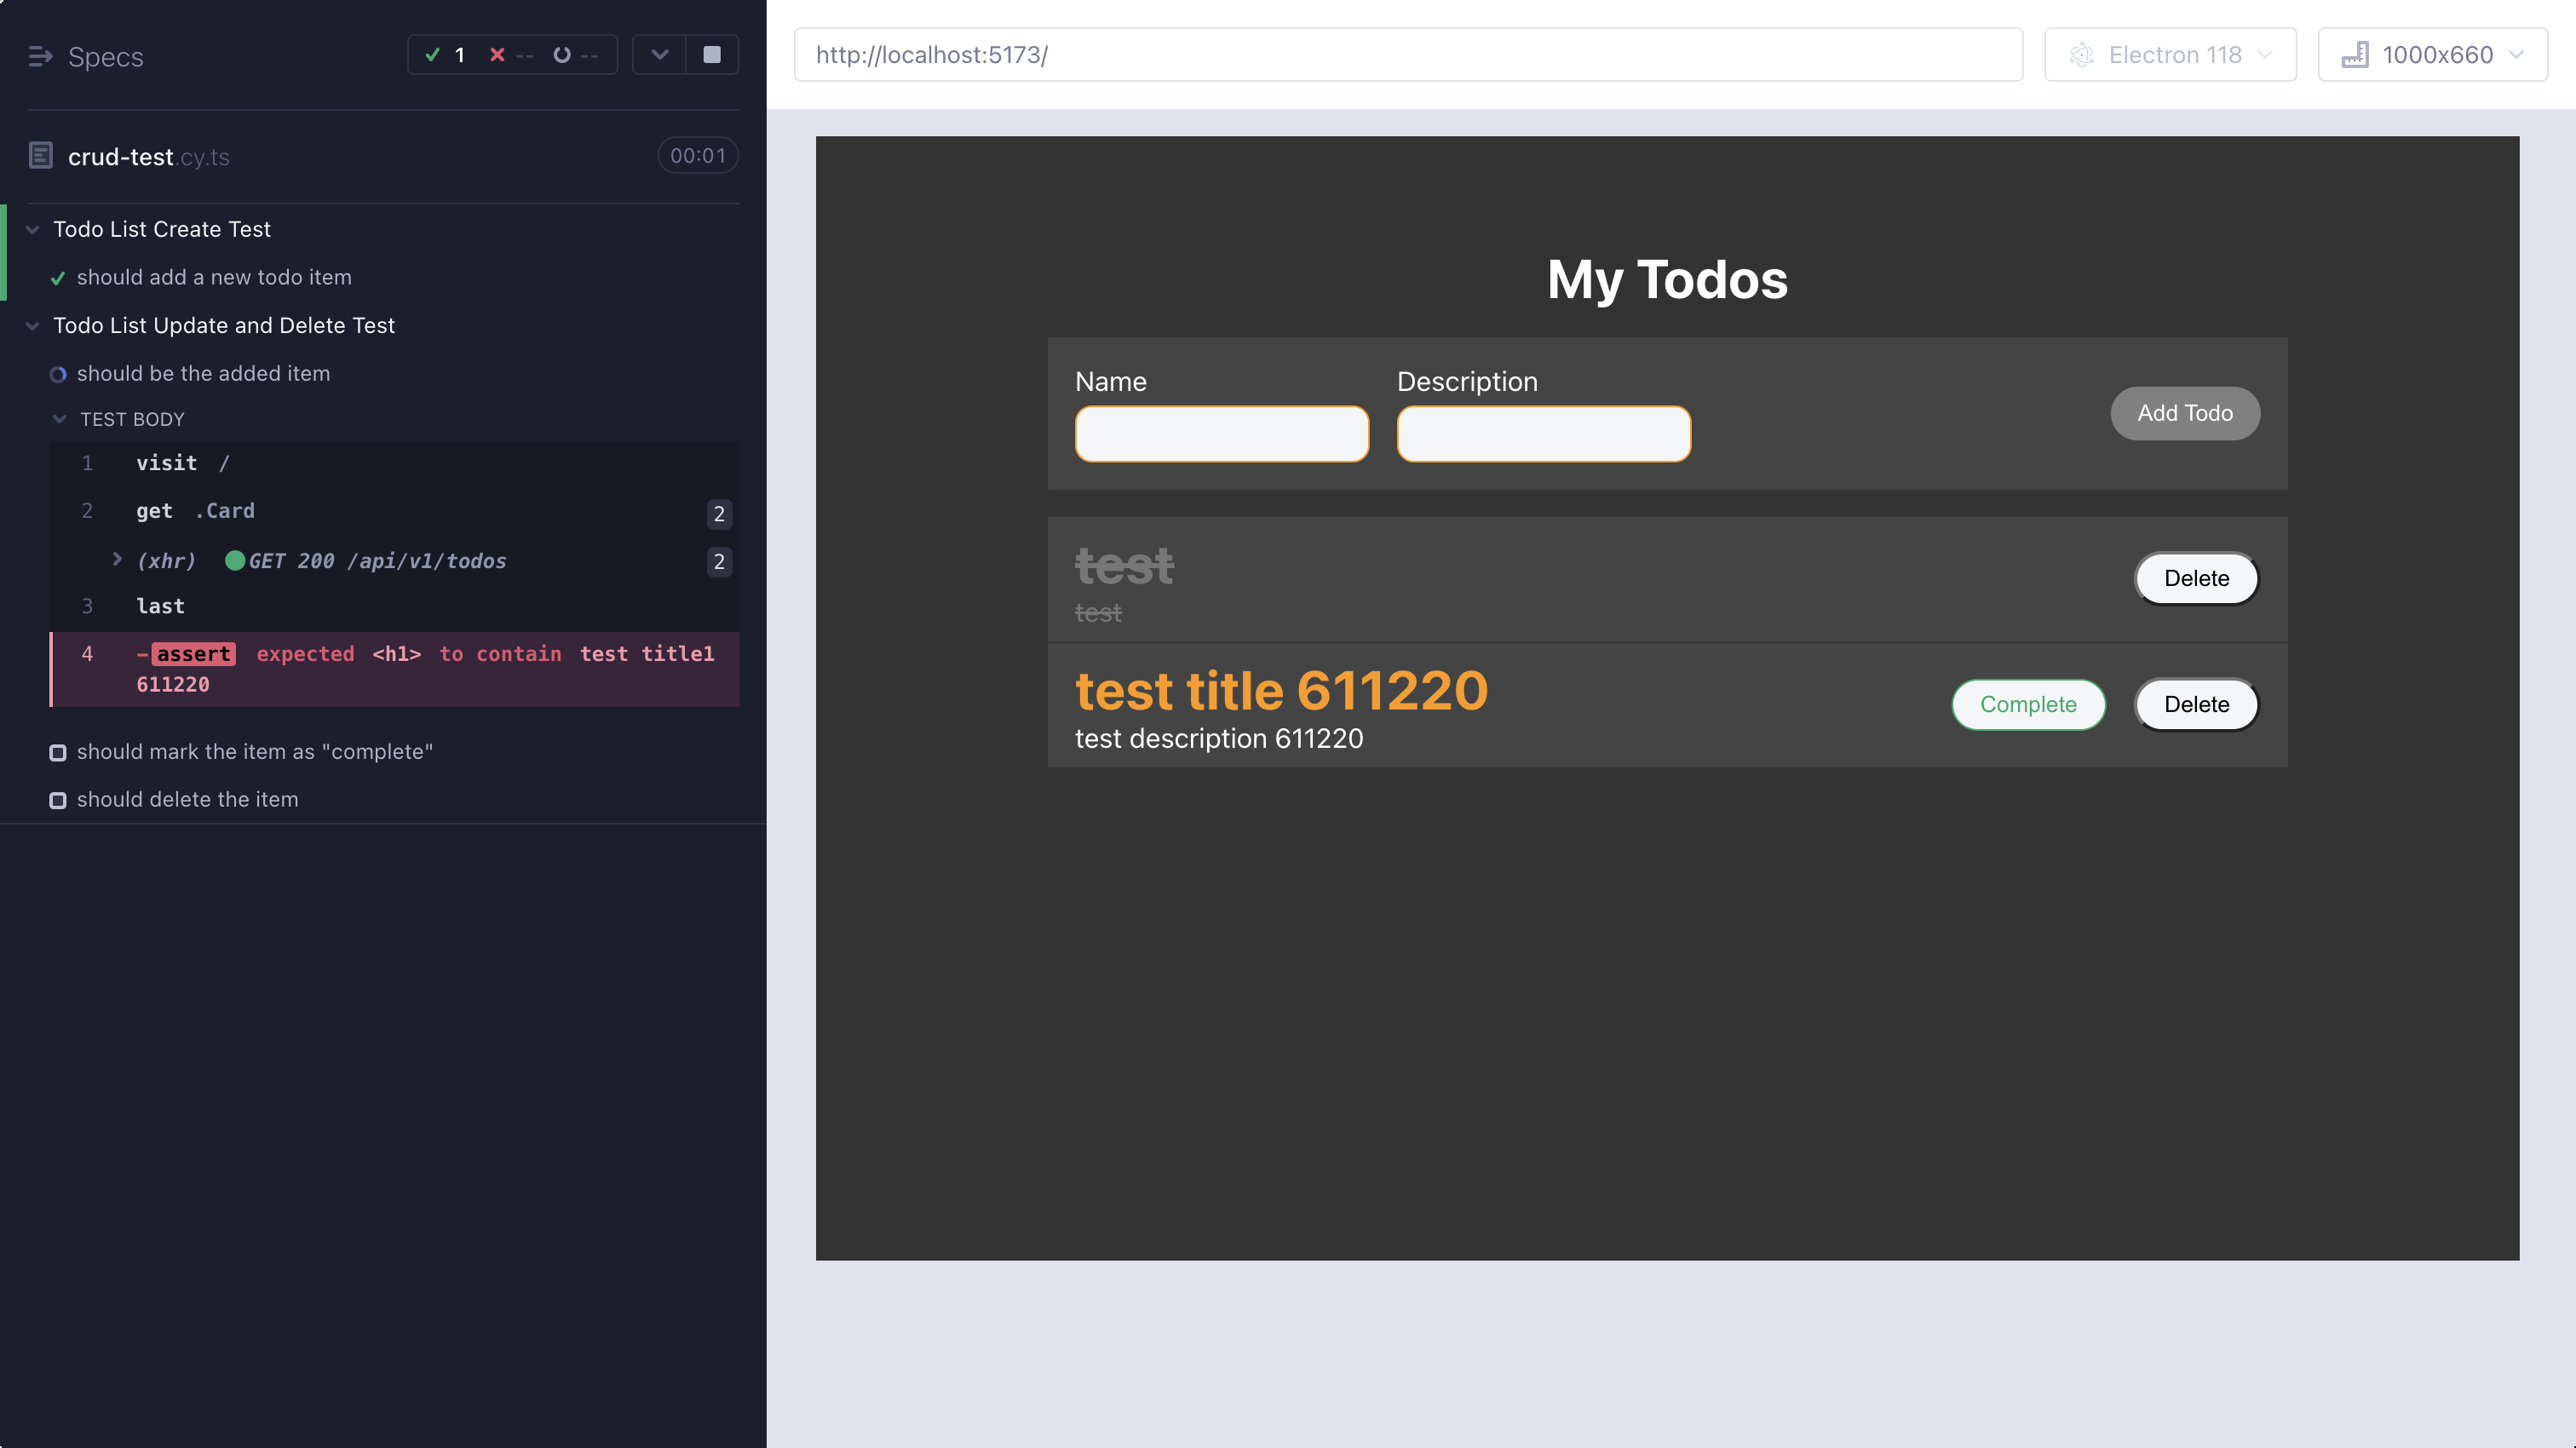 Specs
1 -- --
crud-test.cy.ts
00:01
Todo List Create Test
should add a new todo item
Todo List Update and Delete Test
should be the added item
TEST BODY
1 visit /
2 get .Card 2
(xhr) GET 200 /api/v1/todos 2
3 last
4 -assert expected <h1> to contain test title1
611220
should mark the item as "complete"
should delete the item
http://localhost:5173/
Electron 118
1000x660
My Todos
Name
Description
Add Todo
test
test
Delete
test title 611220
test description 611220
Complete
Delete